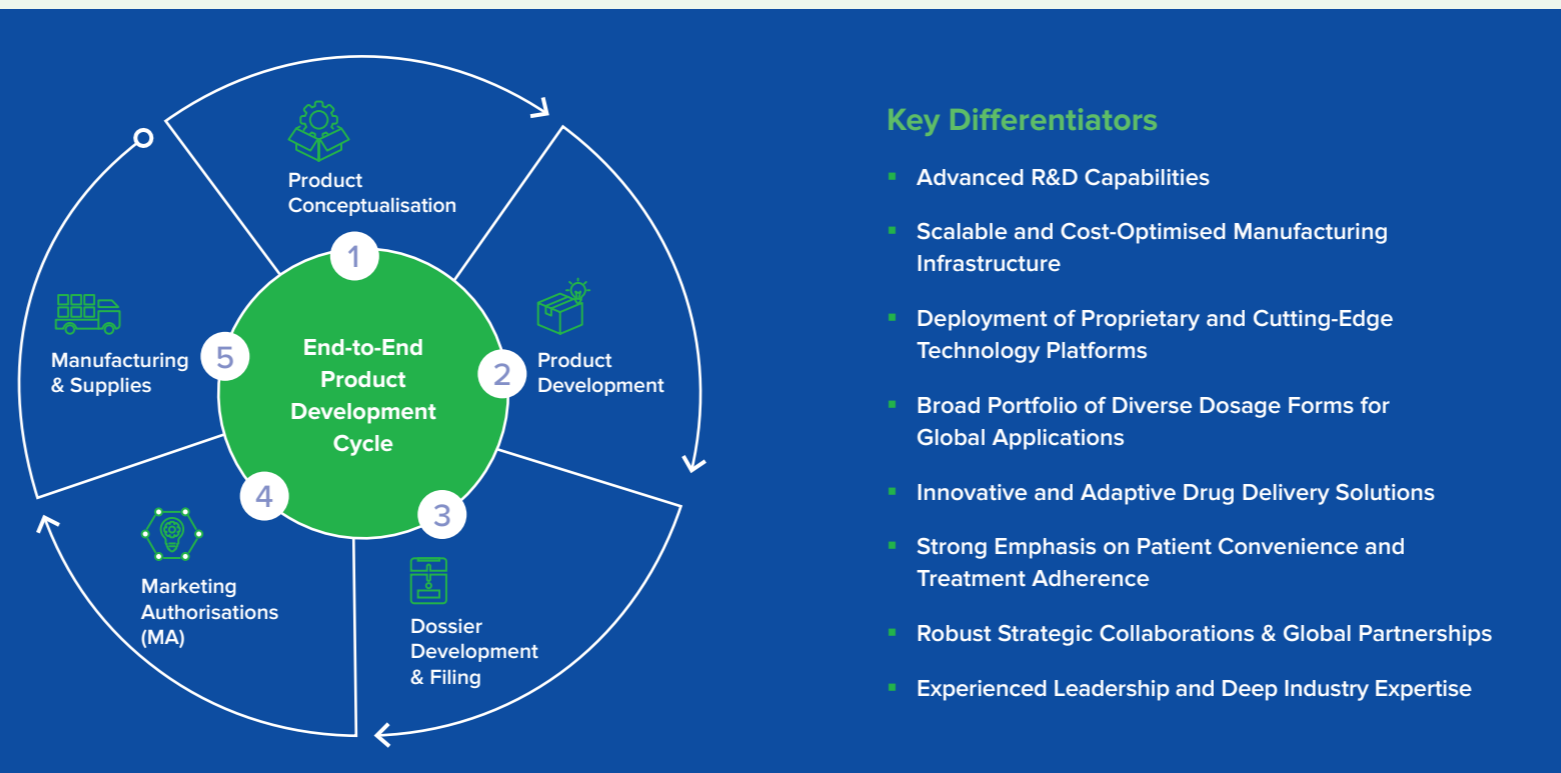 Product
Conceptualisation
1
Product
Development
2
Dossier
Development
& Filing
3
Marketing
Authorisations
(MA)
4
Manufacturing
& Supplies
5
End-to-End
Product
Development
Cycle
Key Differentiators
Advanced R&D Capabilities
Scalable and Cost-Optimised Manufacturing
Infrastructure
Deployment of Proprietary and Cutting-Edge
Technology Platforms
Broad Portfolio of Diverse Dosage Forms for
Global Applications
Innovative and Adaptive Drug Delivery Solutions
Strong Emphasis on Patient Convenience and
Treatment Adherence
Robust Strategic Collaborations & Global Partnerships
Experienced Leadership and Deep Industry Expertise